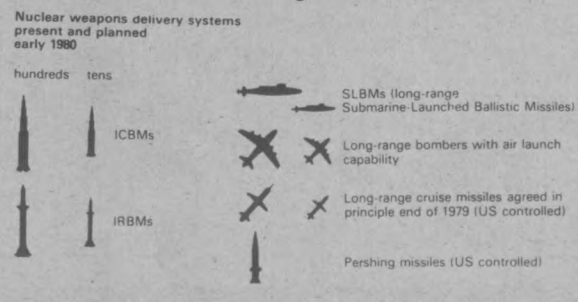 Nuclear weapons delivery systems
present and planned
early 1980
hundreds tens
ICBMs
IRBMs
SLBMs (long-range
Submarine-Launched Ballistic Missiles)
Long-range bombers with air launch
capability
Long-range cruise missiles agreed in
principle end of 1979 (US controlled)
Pershing missiles (US controlled)